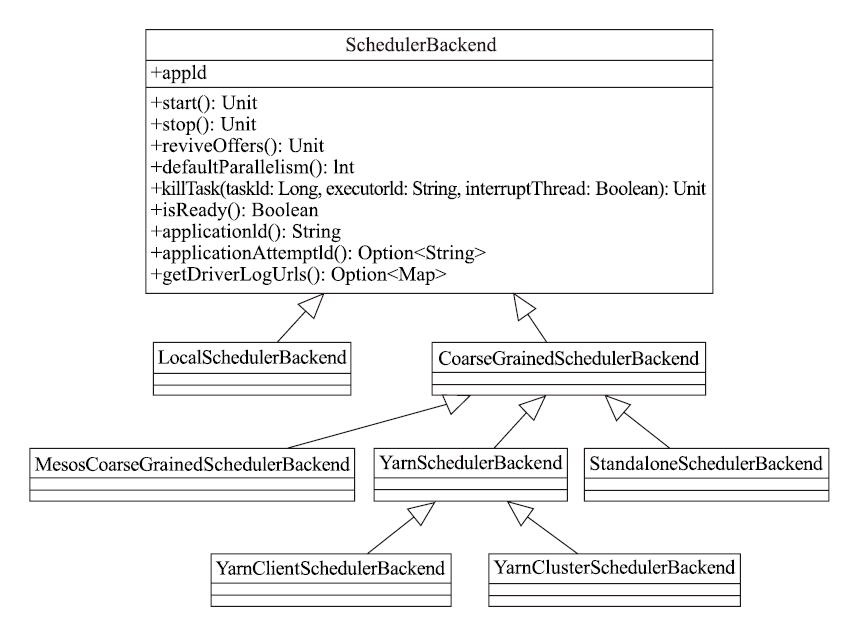 SchedulerBackend
+appId
+start(): Unit
+stop(): Unit
+reviveOffers(): Unit
+defaultParallelism(): Int
+killTask(taskId: Long, executorId: String, interruptThread: Boolean): Unit
+isReady(): Boolean
+applicationId(): String
+applicationAttemptId(): Option<String>
+getDriverLogUrls(): Option<Map>
LocalSchedulerBackend
CoarseGrainedSchedulerBackend
MesosCoarseGrainedSchedulerBackend
YarnSchedulerBackend
StandaloneSchedulerBackend
YarnClientSchedulerBackend
YarnClusterSchedulerBackend